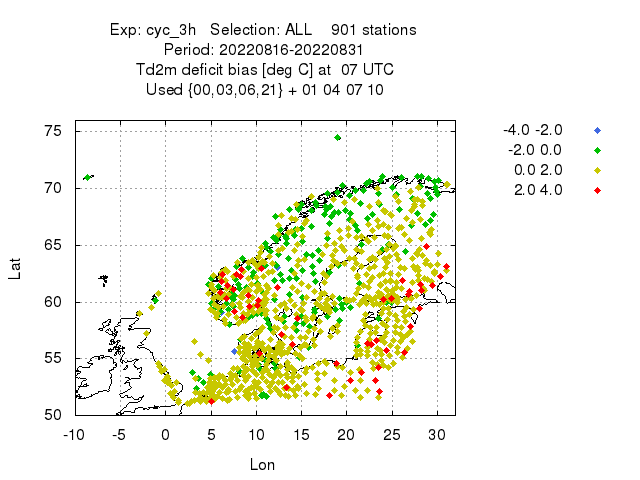 Exp: cyc_3h   Selection: ALL    901 stations
Period: 20220816-20220831
Td2m deficit bias [deg C] at  07 UTC
Used {00,03,06,21} + 01 04 07 10
-4.0 -2.0
-2.0  0.0
0.0  2.0
2.0  4.0
75
70
65
60
55
50
Lat
-10 -5 0 5 10 15 20 25 30
Lon